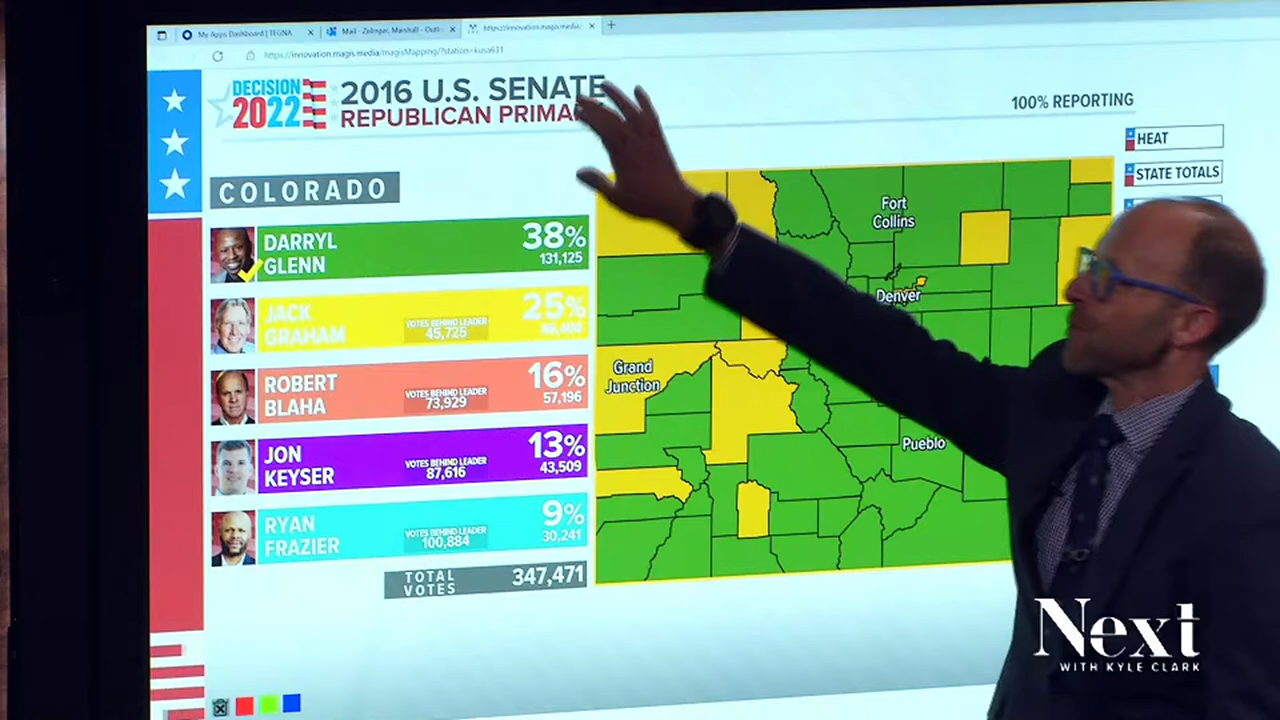 My Apps Dashboard | TEGNA
Mail - Zelinger, Marshall - Outl
https://innovation.magis.media
https://innovation.magis.media/magisMapping/?station=kusa631
DECISION
2022
2016 U.S. SENATE
REPUBLICAN
100% REPORTING
HEAT
STATE TOTALS
COLORADO
DARRYL
GLENN
38%
131,125
JACK
GRAHAM
VOTES BEHIND LEADER
45,725
25%
ROBERT
BLAHA
VOTES BEHIND LEADER
73,929
16%
57,196
JON
KEYSER
VOTES BEHIND LEADER
87,616
13%
43,509
RYAN
FRAZIER
VOTES BEHIND LEADER
100,884
9%
30,241
TOTAL
VOTES
347,471
Fort
Collins
Denver
Grand
Junction
Pueblo
Next
WITH KYLE CLARK